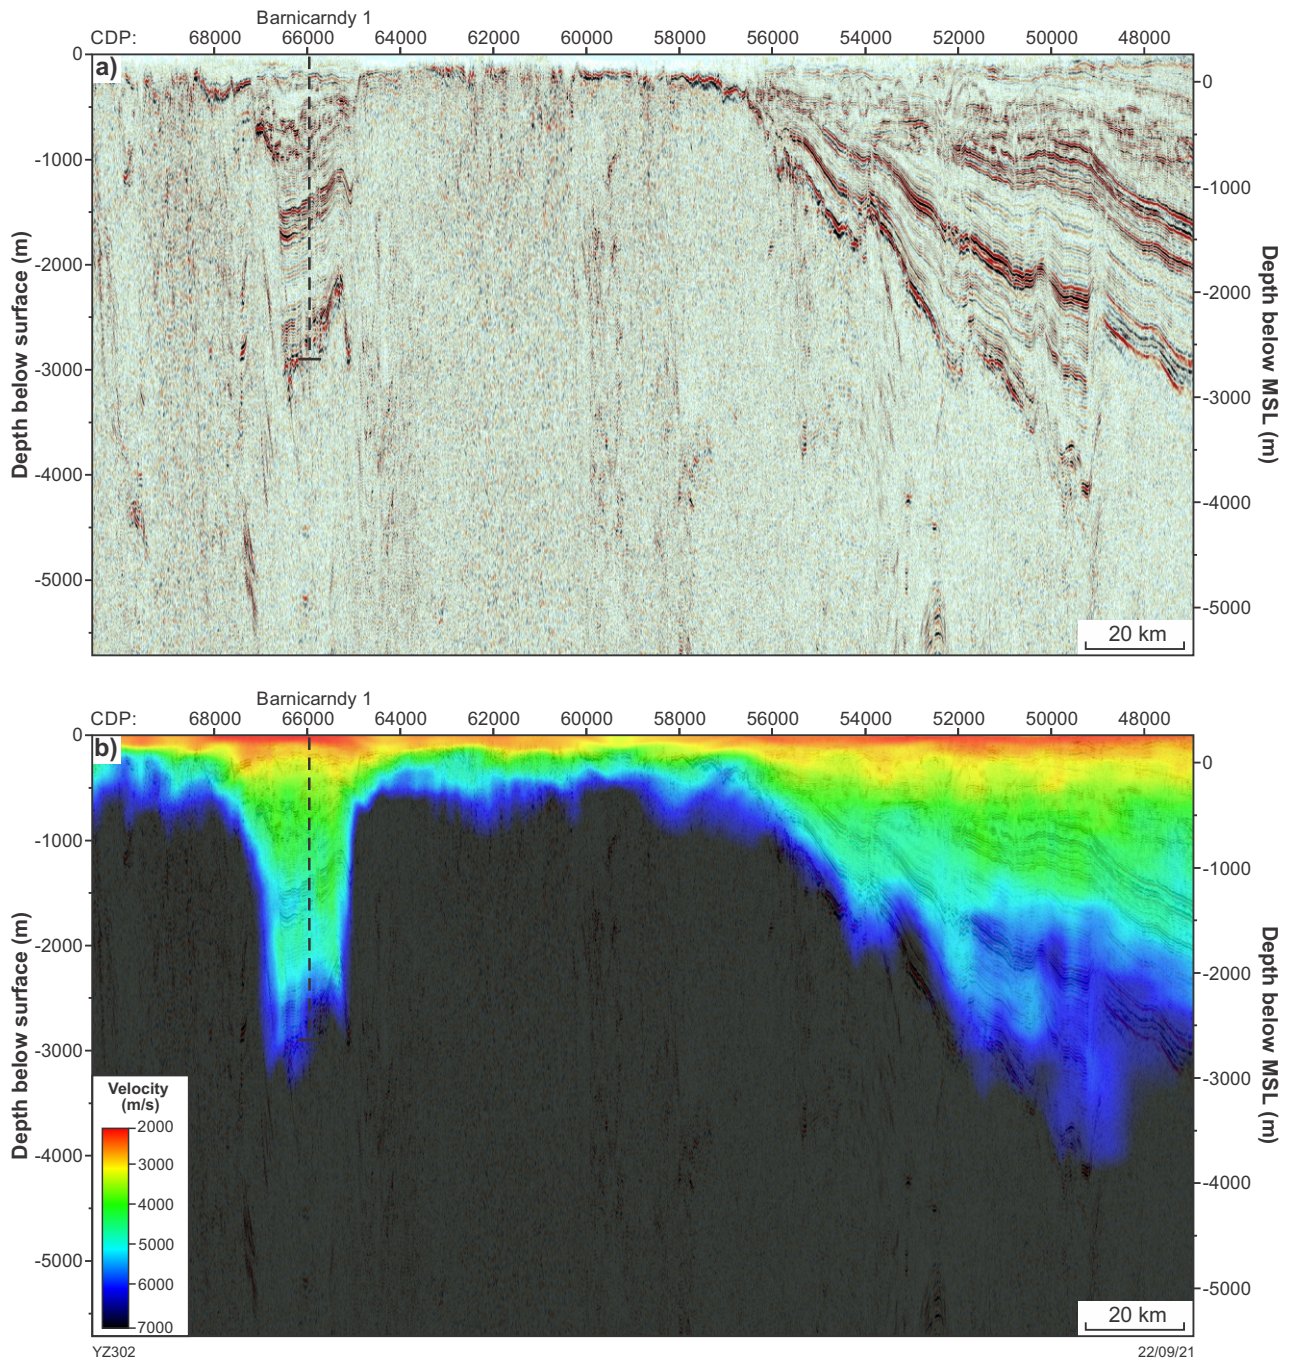 Barnicarndy 1
CDP: 68000 66000 64000 62000 60000 58000 56000 54000 52000 50000 48000
a)
Depth below surface (m)
0
-1000
-2000
-3000
-4000
-5000
0
-1000
-2000
-3000
-4000
-5000
Depth below MSL (m)
20 km
Barnicarndy 1
CDP: 68000 66000 64000 62000 60000 58000 56000 54000 52000 50000 48000
b)
Depth below surface (m)
0
-1000
-2000
-3000
-4000
-5000
0
-1000
-2000
-3000
-4000
-5000
Depth below MSL (m)
Velocity
(m/s)
2000
3000
4000
5000
6000
7000
20 km
YZ302
22/09/21